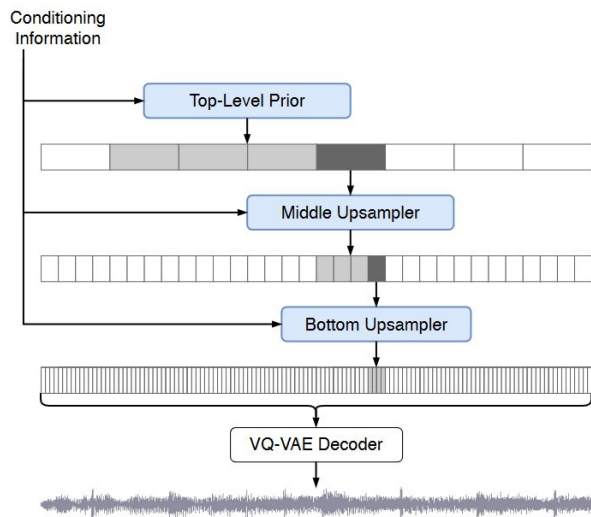 Conditioning
Information
Top-Level Prior
Middle Upsampler
Bottom Upsampler
VQ-VAE Decoder